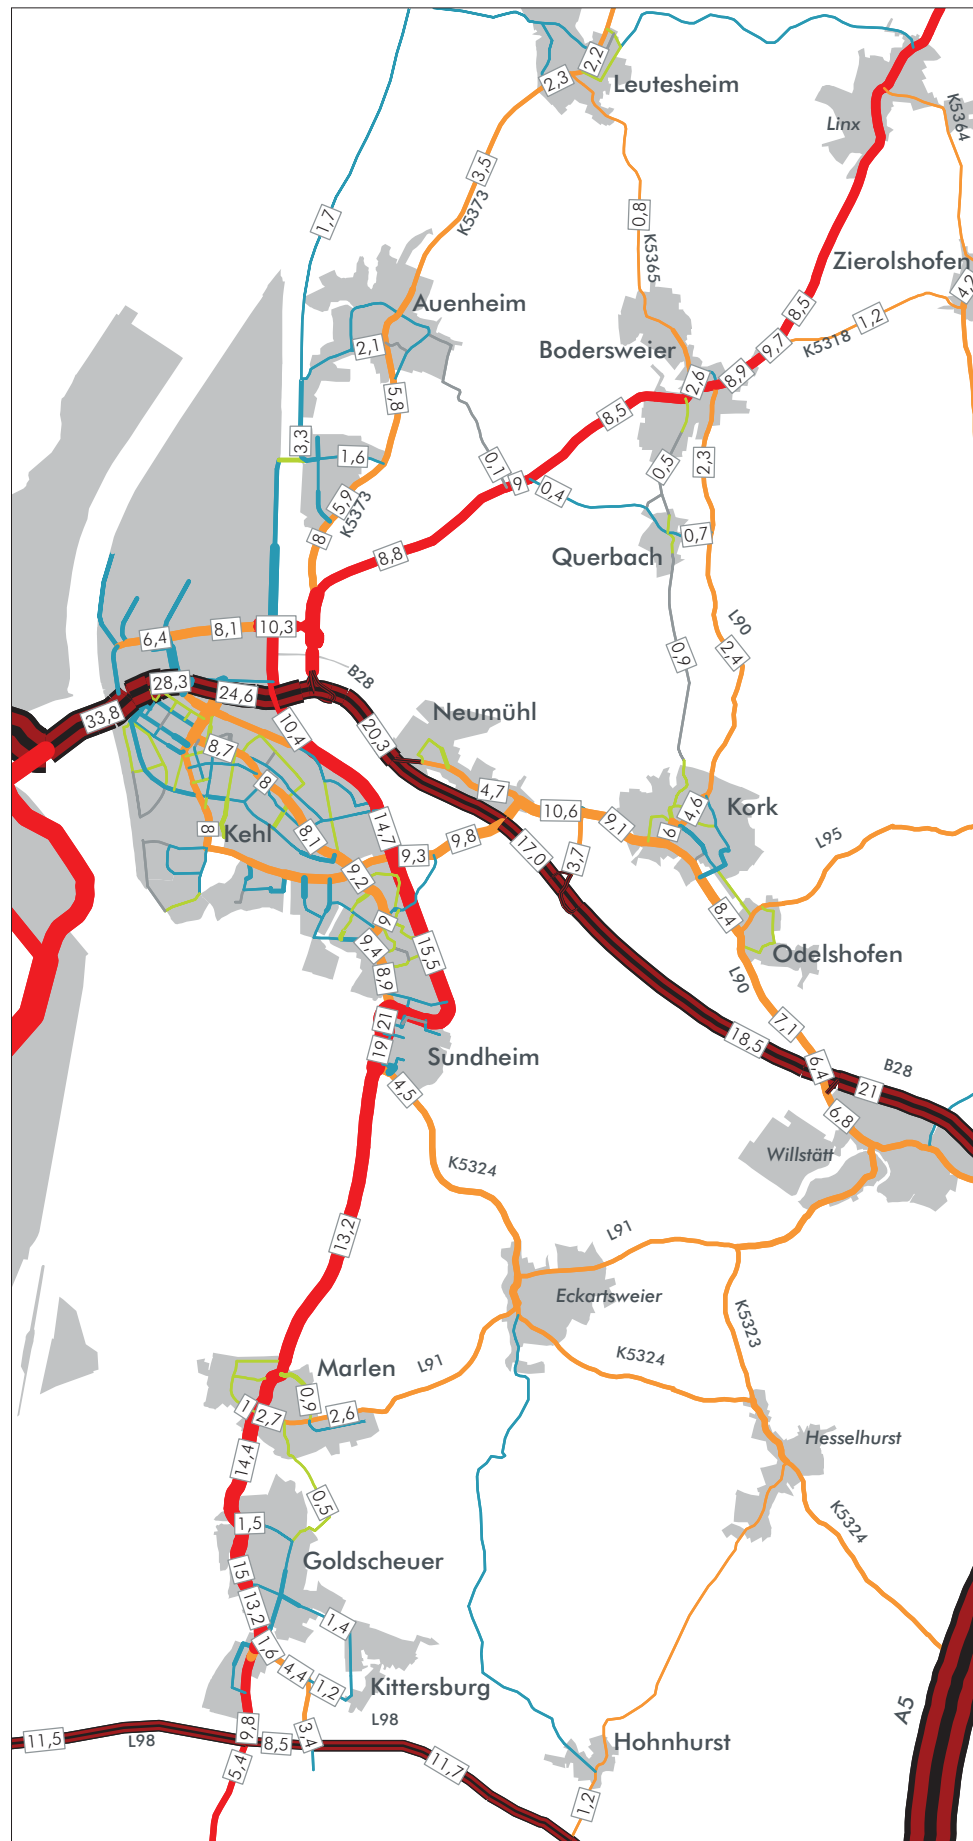 2,2
Leutesheim
2,3
K5364
Linx
3,5
K5373
1,7
0,8
K5365
Zierolshofen
4,2
Auenheim
8,5
1,2
K5318
9,7
2,1
Bodersweier
2,6
8,9
5,8
8,5
3,3
1,6
0,1
9
0,4
0,5
2,3
5,9
K5373
8
8,8
0,7
Querbach
L90
10,3
8,1
6,4
0,9
2,4
B28
28,3
24,6
33,8
20,3
Neumühl
10,4
8,7
8
4,7
10,6
4,6
Kork
6
9,1
8
Kehl
8,1
14,7
9,3
9,8
17,0
3,7
L95
9,2
9
8,4
9,4
15,5
8,9
Odelshofen
L90
21
19
7,1
18,5
Sundheim
6,4
B28
21
4,5
6,8
Willstätt
K5324
13,2
L91
Eckartsweier
K5323
K5324
Marlen
L91
0,9
1
2,7
2,6
Hesselhurst
14,4
0,5
K5324
1,5
Goldscheuer
15
13,2
1,4
1,6
4,4
1,2
Kittersburg
L98
A5
9,8
3,4
11,5
L98
8,5
Hohnhurst
5,4
11,7
1,2